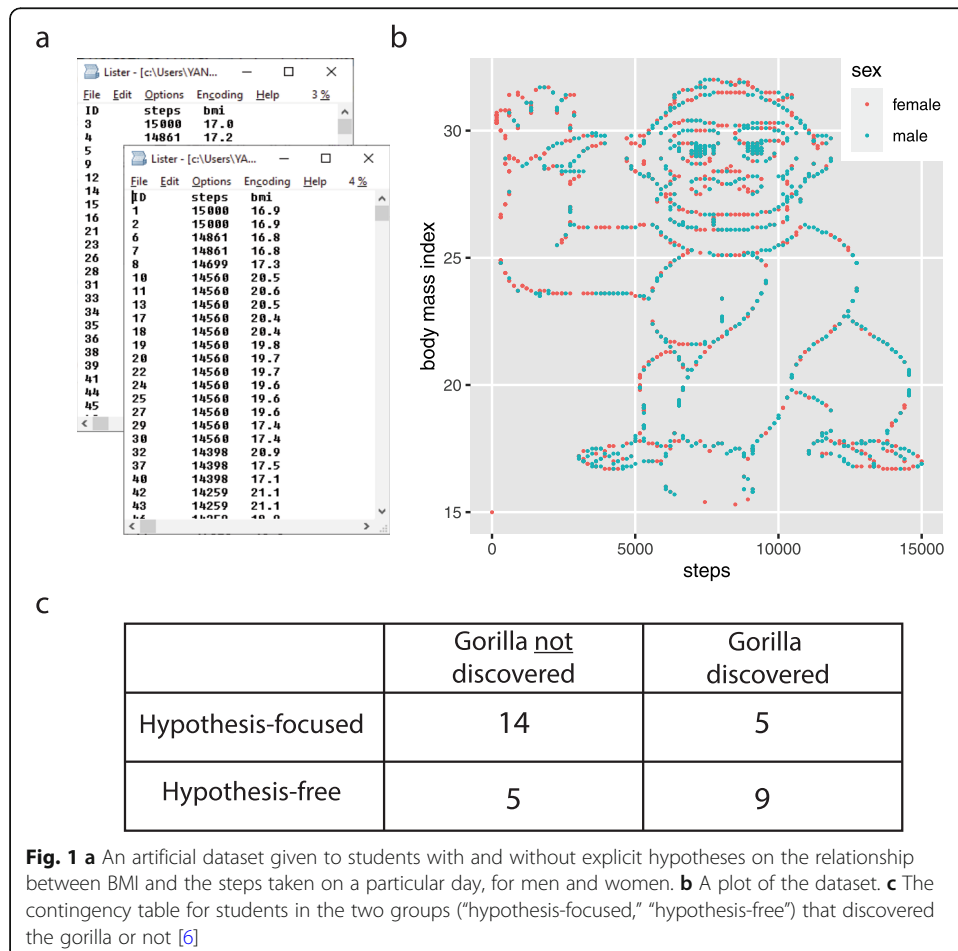 a
Lister - [c:\Users\YAN...
File Edit Options Encoding Help 3 %
ID steps bmi
3 15000 17.0
4 14861 17.2
5
9
12
14
15
16
21
23
26
28
31
33
34
35
36
38
39
41
44
45
Lister - [c:\Users\YA...
File Edit Options Encoding Help 4 %
ID steps bmi
1 15000 16.9
2 15000 16.9
6 14861 16.8
7 14861 16.8
8 14699 17.3
10 14560 20.5
11 14560 20.6
13 14560 20.5
17 14560 20.4
18 14560 20.4
19 14560 19.8
20 14560 19.7
22 14560 19.7
24 14560 19.6
25 14560 19.6
27 14560 19.6
29 14560 17.4
30 14560 17.4
32 14398 20.9
37 14398 17.5
40 14398 17.1
42 14259 21.1
43 14259 21.1
b
sex
female
male
body mass index
30
25
20
15
0 5000 10000 15000
steps
c
Gorilla not
discovered
Gorilla
discovered
Hypothesis-focused 14 5
Hypothesis-free 5 9
Fig. 1 a An artificial dataset given to students with and without explicit hypotheses on the relationship
between BMI and the steps taken on a particular day, for men and women. b A plot of the dataset. c The
contingency table for students in the two groups (“hypothesis-focused,” “hypothesis-free”) that discovered
the gorilla or not [6]